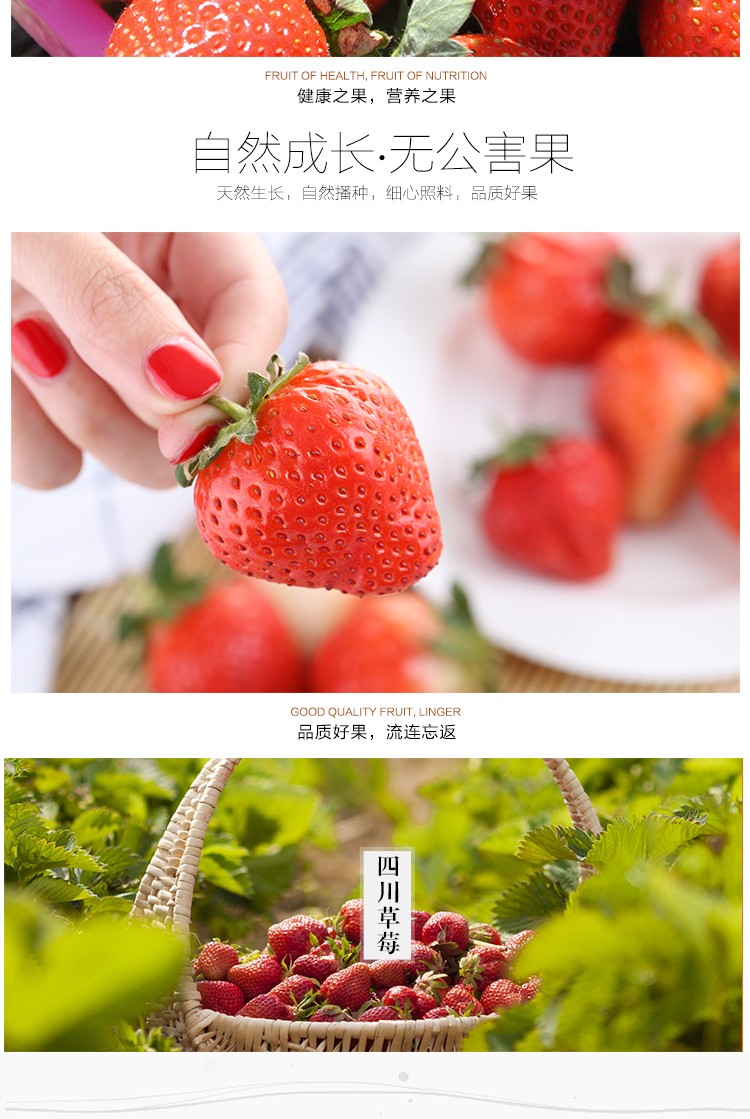 FRUIT OF HEALTH, FRUIT OF NUTRITION
健康之果，营养之果
自然成长·无公害果
天然生长，自然播种，细心照料，品质好果
GOOD QUALITY FRUIT, LINGER
品质好果，流连忘返
四川草莓